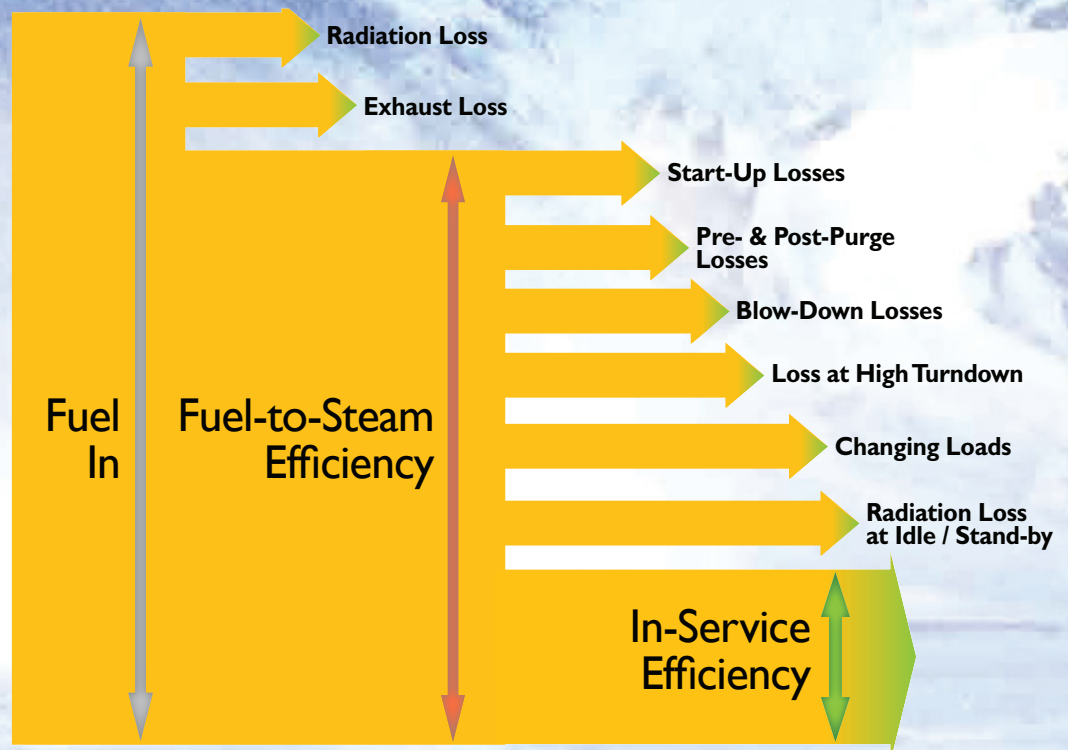 Radiation Loss
Exhaust Loss
Start-Up Losses
Pre- & Post-Purge
Losses
Blow-Down Losses
Loss at High Turndown
Fuel
In
Fuel-to-Steam
Efficiency
Changing Loads
Radiation Loss
at Idle / Stand-by
In-Service
Efficiency